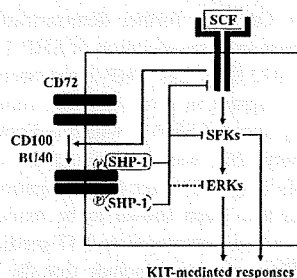 SCF
CD72
CD100
BU40
P SHP-1
P SHP-1
SFKs
ERKs
KIT-mediated responses